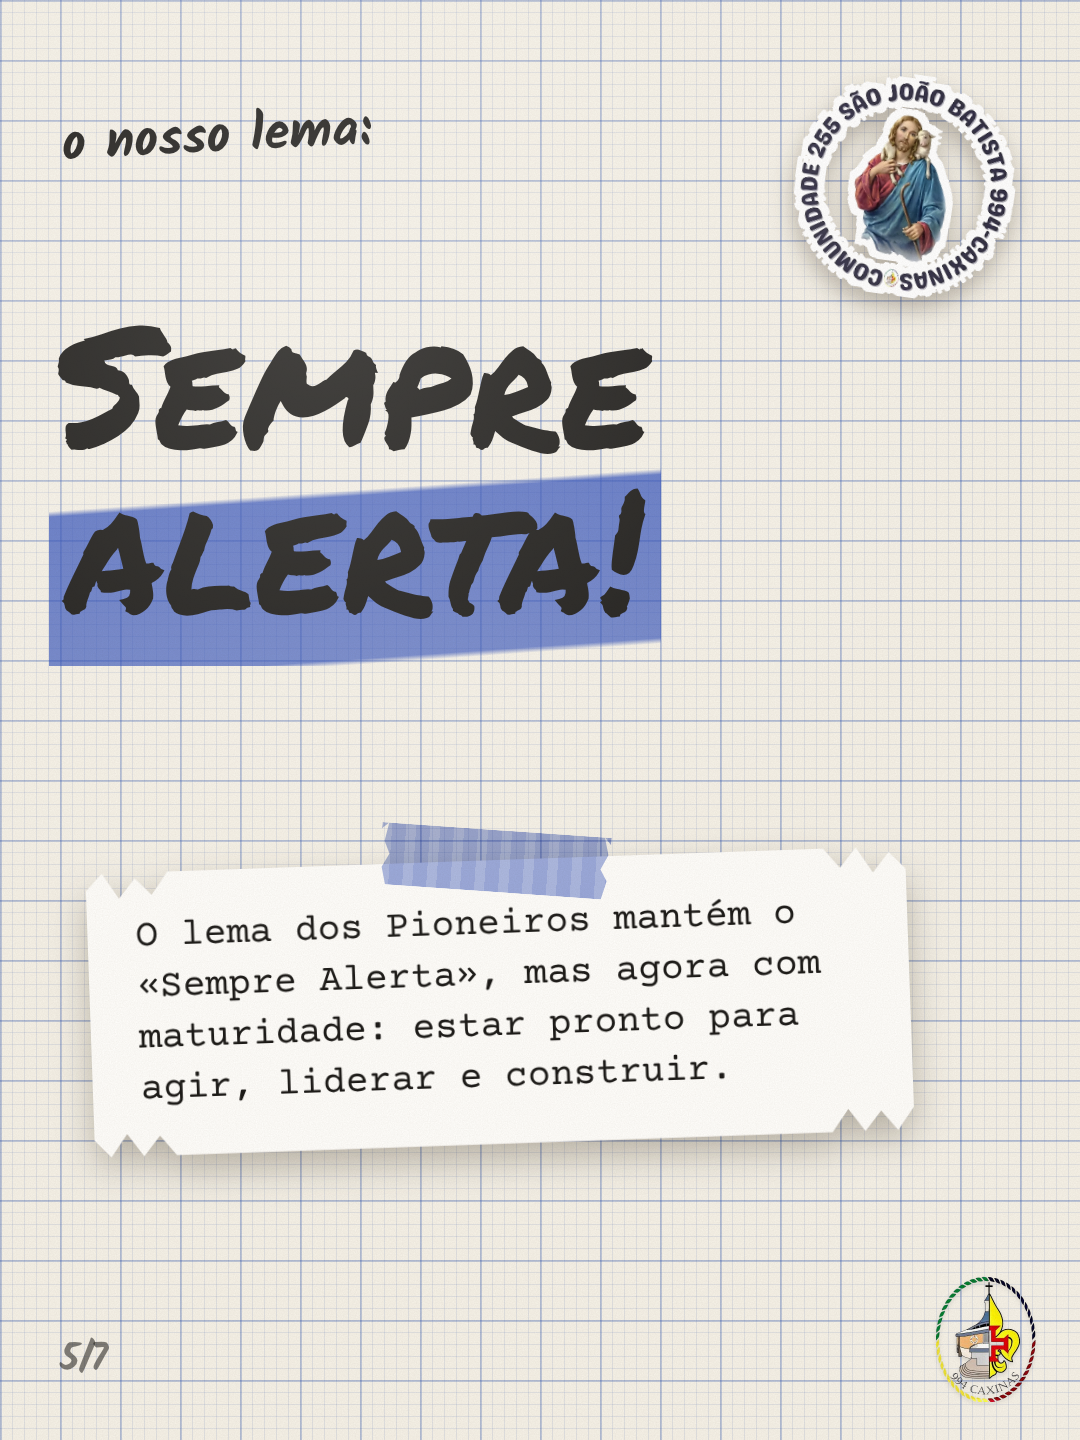 o nosso lema:
COMUNIDADE 255 SÃO JOÃO BATISTA 994-CAXINAS
SEMPRE
ALERTA!
O lema dos Pioneiros mantém o
«Sempre Alerta», mas agora com
maturidade: estar pronto para
agir, liderar e construir.
5/7
994 CAXINAS